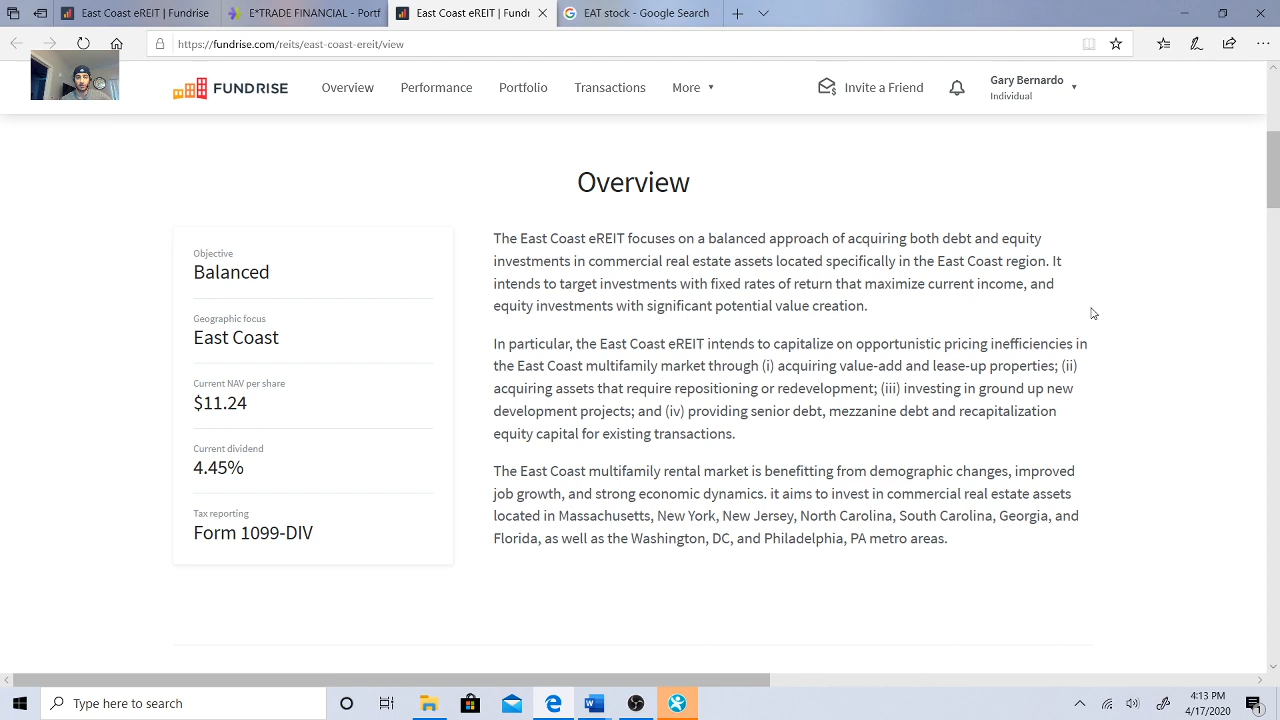 East Coast eREIT | Fundr
E*TRADE FINANCIAL - Portf
East Coast eREIT | Fundr
EAT stock - Google Search
https://fundrise.com/reits/east-coast-ereit/view
FUNDRISE
Overview
Performance
Portfolio
Transactions
More
Invite a Friend
Gary Bernardo
Individual
Overview
Objective
Balanced
Geographic focus
East Coast
Current NAV per share
$11.24
Current dividend
4.45%
Tax reporting
Form 1099-DIV
The East Coast eREIT focuses on a balanced approach of acquiring both debt and equity
investments in commercial real estate assets located specifically in the East Coast region. It
intends to target investments with fixed rates of return that maximize current income, and
equity investments with significant potential value creation.
In particular, the East Coast eREIT intends to capitalize on opportunistic pricing inefficiencies in
the East Coast multifamily market through (i) acquiring value-add and lease-up properties; (ii)
acquiring assets that require repositioning or redevelopment; (iii) investing in ground up new
development projects; and (iv) providing senior debt, mezzanine debt and recapitalization
equity capital for existing transactions.
The East Coast multifamily rental market is benefitting from demographic changes, improved
job growth, and strong economic dynamics. it aims to invest in commercial real estate assets
located in Massachusetts, New York, New Jersey, North Carolina, South Carolina, Georgia, and
Florida, as well as the Washington, DC, and Philadelphia, PA metro areas.
Type here to search
4:13 PM
4/17/2020
1